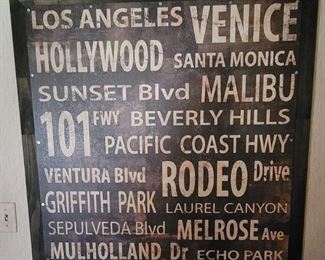 LOS ANGELES VENICE
HOLLYWOOD SANTA MONICA
SUNSET Blvd MALIBU
101 FWY BEVERLY HILLS
PACIFIC COAST HWY
VENTURA Blvd RODEO Drive
GRIFFITH PARK LAUREL CANYON
SEPULVEDA Blvd MELROSE Ave
MULHOLLAND Dr ECHO PARK